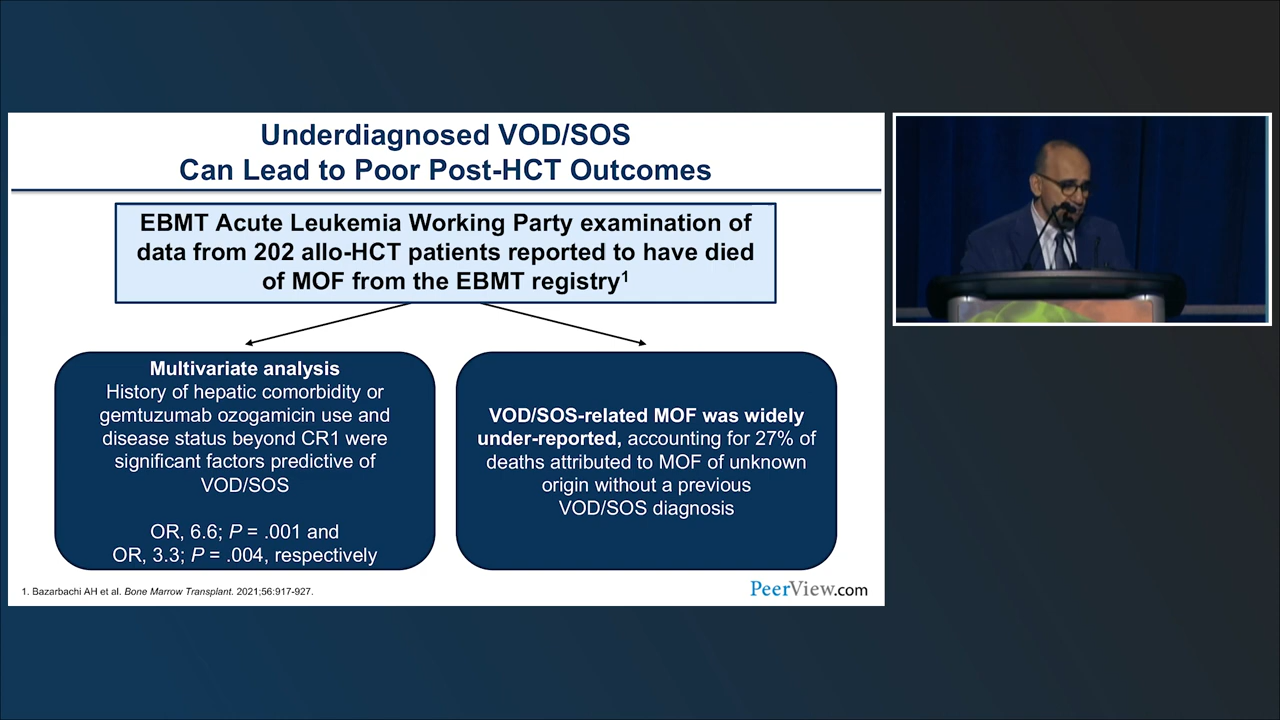 Underdiagnosed VOD/SOS
Can Lead to Poor Post-HCT Outcomes
EBMT Acute Leukemia Working Party examination of
data from 202 allo-HCT patients reported to have died
of MOF from the EBMT registry1
Multivariate analysis
History of hepatic comorbidity or
gemtuzumab ozogamicin use and
disease status beyond CR1 were
significant factors predictive of
VOD/SOS
OR, 6.6; P = .001 and
OR, 3.3; P = .004, respectively
VOD/SOS-related MOF was widely
under-reported, accounting for 27% of
deaths attributed to MOF of unknown
origin without a previous
VOD/SOS diagnosis
1. Bazarbachi AH et al. Bone Marrow Transplant. 2021;56:917-927.
PeerView.com